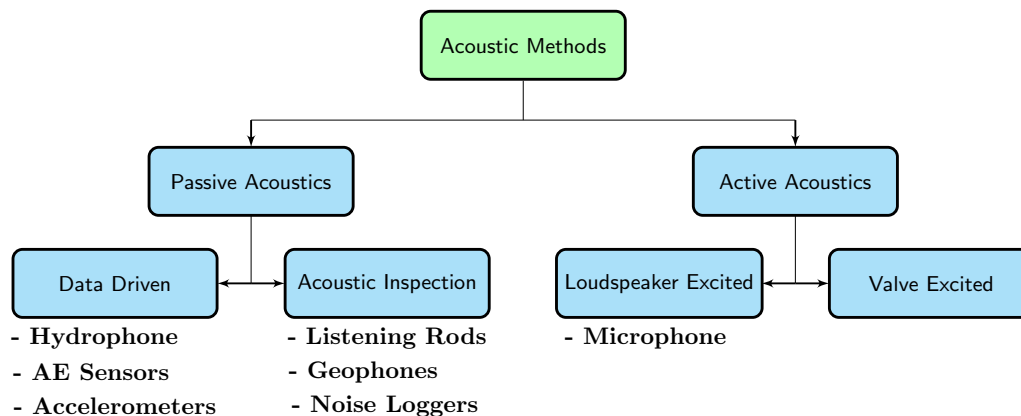 Acoustic Methods
Passive Acoustics
Active Acoustics
Data Driven
Acoustic Inspection
Loudspeaker Excited
Valve Excited
- Hydrophone
- AE Sensors
- Accelerometers
- Listening Rods
- Geophones
- Noise Loggers
- Microphone